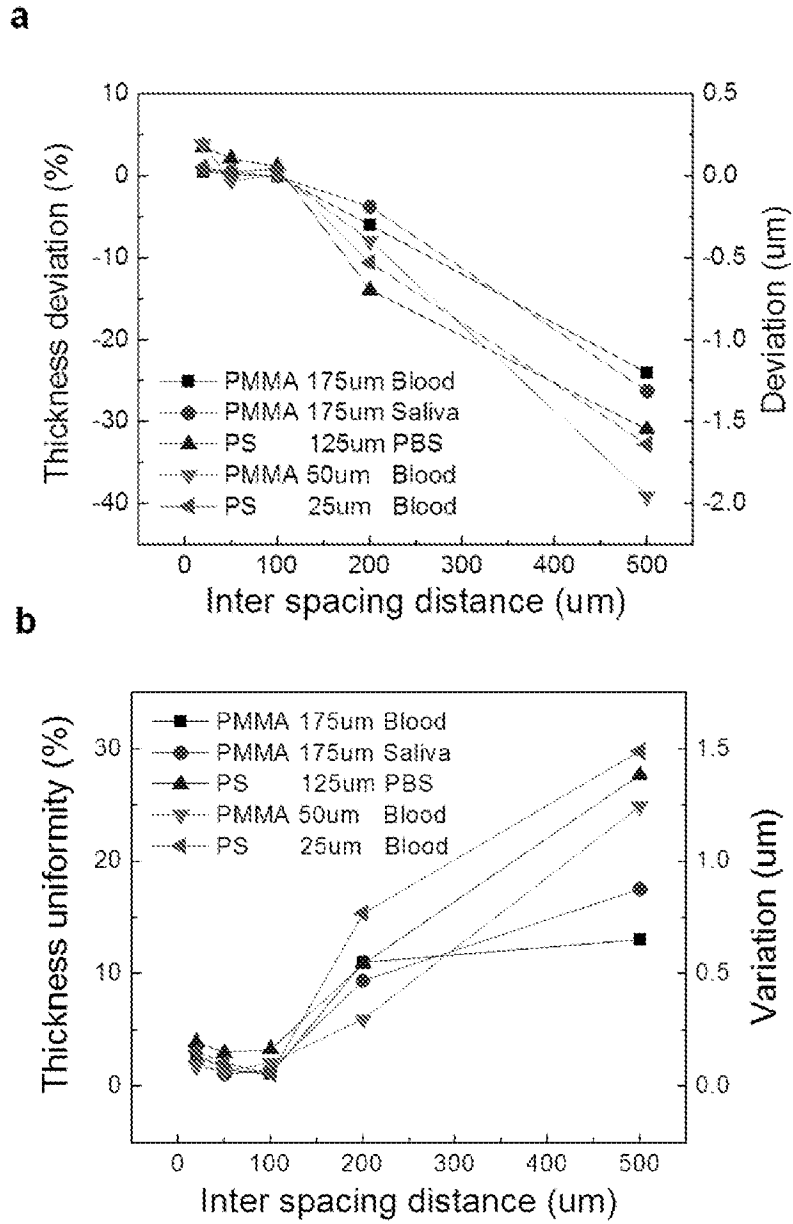 a
10
0
-10
-20
-30
-40
0.5
0.0
-0.5
-1.0
-1.5
-2.0
Thickness deviation (%)
Deviation (um)
PMMA 175um Blood
PMMA 175um Saliva
PS 125um PBS
PMMA 50um Blood
PS 25um Blood
0 100 200 300 400 500
Inter spacing distance (um)
b
30
20
10
0
1.5
1.0
0.5
0.0
Thickness uniformity (%)
Variation (um)
PMMA 175um Blood
PMMA 175um Saliva
PS 125um PBS
PMMA 50um Blood
PS 25um Blood
0 100 200 300 400 500
Inter spacing distance (um)